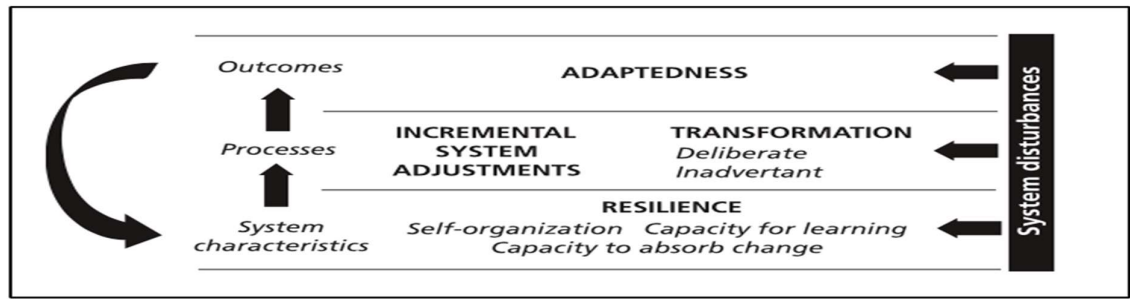 Outcomes
ADAPTEDNESS
Processes
INCREMENTAL
SYSTEM
ADJUSTMENTS
TRANSFORMATION
Deliberate
Inadvertant
System
characteristics
RESILIENCE
Self-organization Capacity for learning
Capacity to absorb change
System disturbances